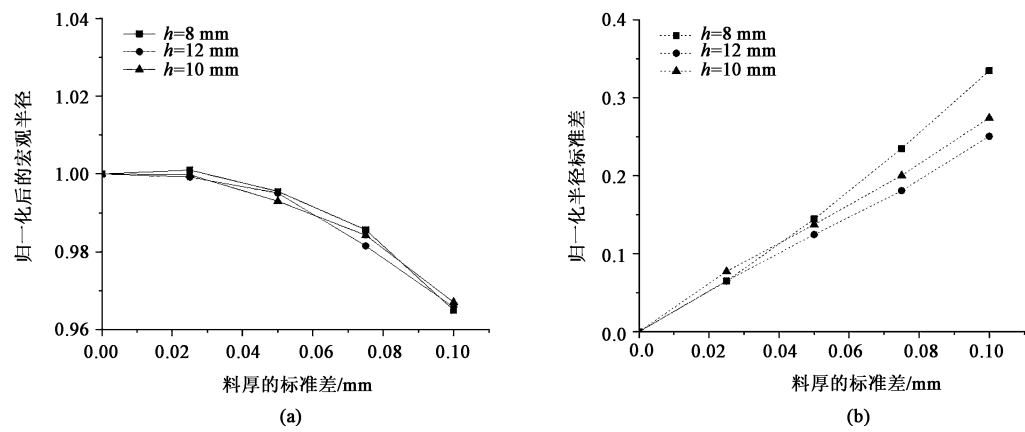 1.04
1.02
1.00
0.98
0.96
归一化后的宏观半径
h=8 mm
h=12 mm
h=10 mm
0.00 0.02 0.04 0.06 0.08 0.10
料厚的标准差/mm
(a)
0.4
0.3
0.2
0.1
0.0
归一化半径标准差
h=8 mm
h=12 mm
h=10 mm
0.0 0.02 0.04 0.06 0.08 0.10
料厚的标准差/mm
(b)